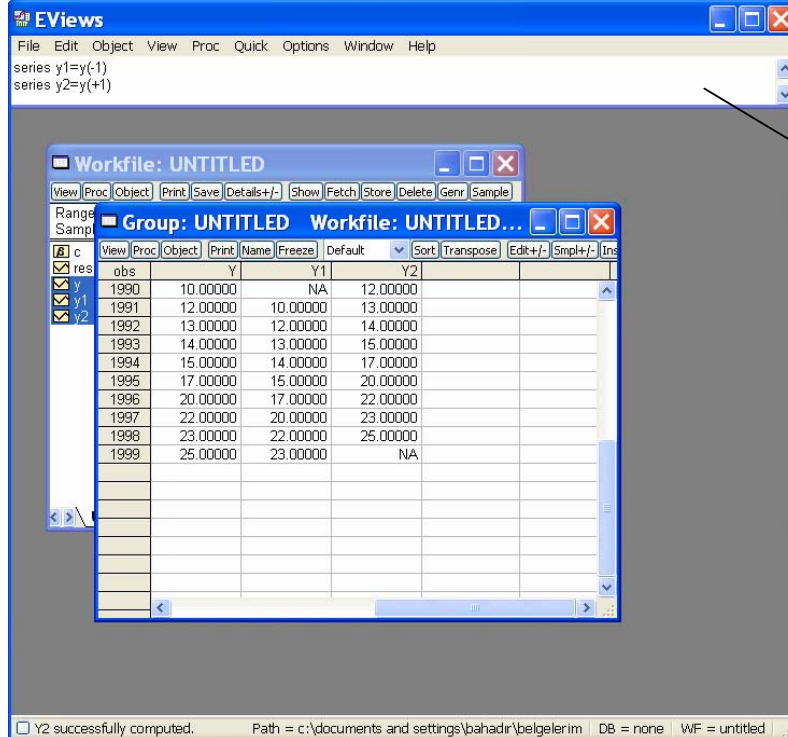 EViews
File Edit Object View Proc Quick Options Window Help
series y1=y(-1)
series y2=y(+1)
Workfile: UNTITLED
View Proc Object Print Save Details+/- Show Fetch Store Delete Genr Sample
Range
Sampl
c
res
y
y1
y2
Group: UNTITLED Workfile: UNTITLED...
View Proc Object Print Name Freeze Default Sort Transpose Edit+/- Smpl+/- Ins
obs Y Y1 Y2
1990 10.00000 NA 12.00000
1991 12.00000 10.00000 13.00000
1992 13.00000 12.00000 14.00000
1993 14.00000 13.00000 15.00000
1994 15.00000 14.00000 17.00000
1995 17.00000 15.00000 20.00000
1996 20.00000 17.00000 22.00000
1997 22.00000 20.00000 23.00000
1998 23.00000 22.00000 25.00000
1999 25.00000 23.00000 NA
Y2 successfully computed. Path = c:\documents and settings\bahadir\belgelerim DB = none WF = untitled